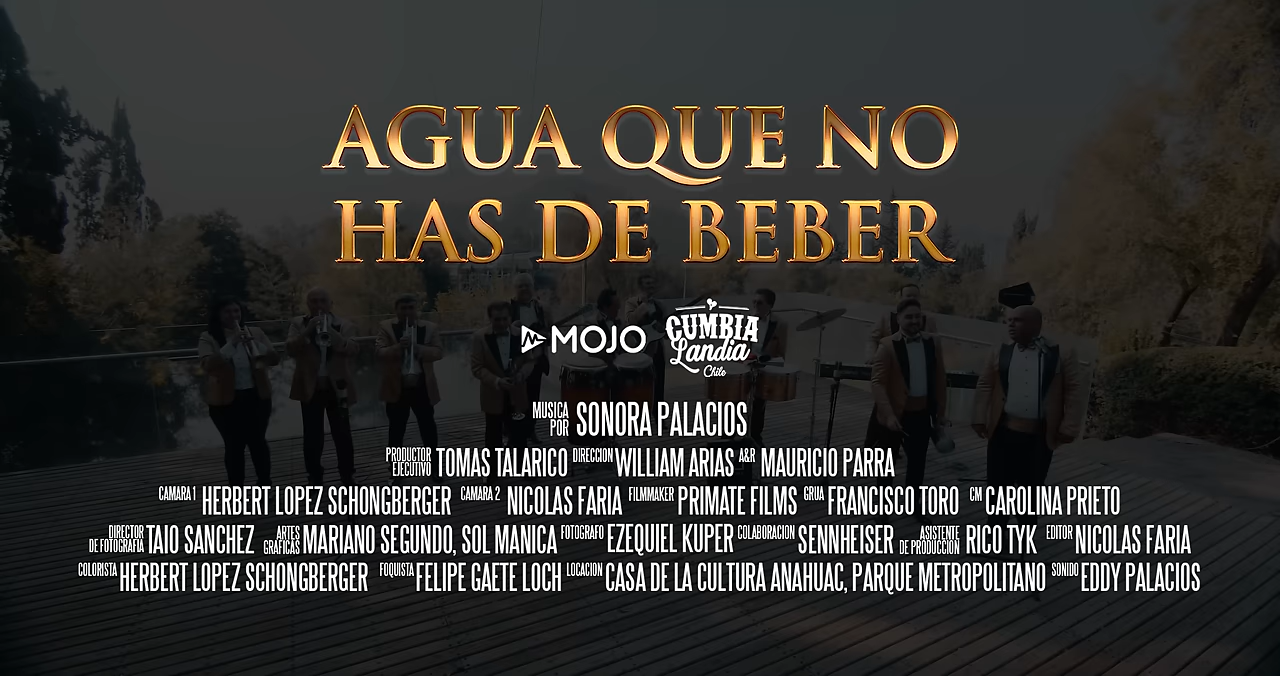 AGUA QUE NO
HAS DE BEBER
MOJO
CUMBIA
Landia
Chile
MUSICA POR SONORA PALACIOS
PRODUCTOR EJECUTIVO TOMAS TALARICO DIRECCION WILLIAM ARIAS A&R MAURICIO PARRA
CAMARA 1 HERBERT LOPEZ SCHONGBERGER CAMARA 2 NICOLAS FARIA FILMMAKER PRIMATE FILMS GRUA FRANCISCO TORO CM CAROLINA PRIETO
DIRECTOR DE FOTOGRAFIA TAIO SANCHEZ ARTES GRAFICAS MARIANO SEGUNDO, SOL MANICA FOTOGRAFO EZEQUIEL KUPER COLABORACION SENNHEISER ASISTENTE DE PRODUCCION RICO TYK EDITOR NICOLAS FARIA
COLORISTA HERBERT LOPEZ SCHONGBERGER FOQUISTA FELIPE GAETE LOCH LOCACION CASA DE LA CULTURA ANAHUAC, PARQUE METROPOLITANO SONIDO EDDY PALACIOS